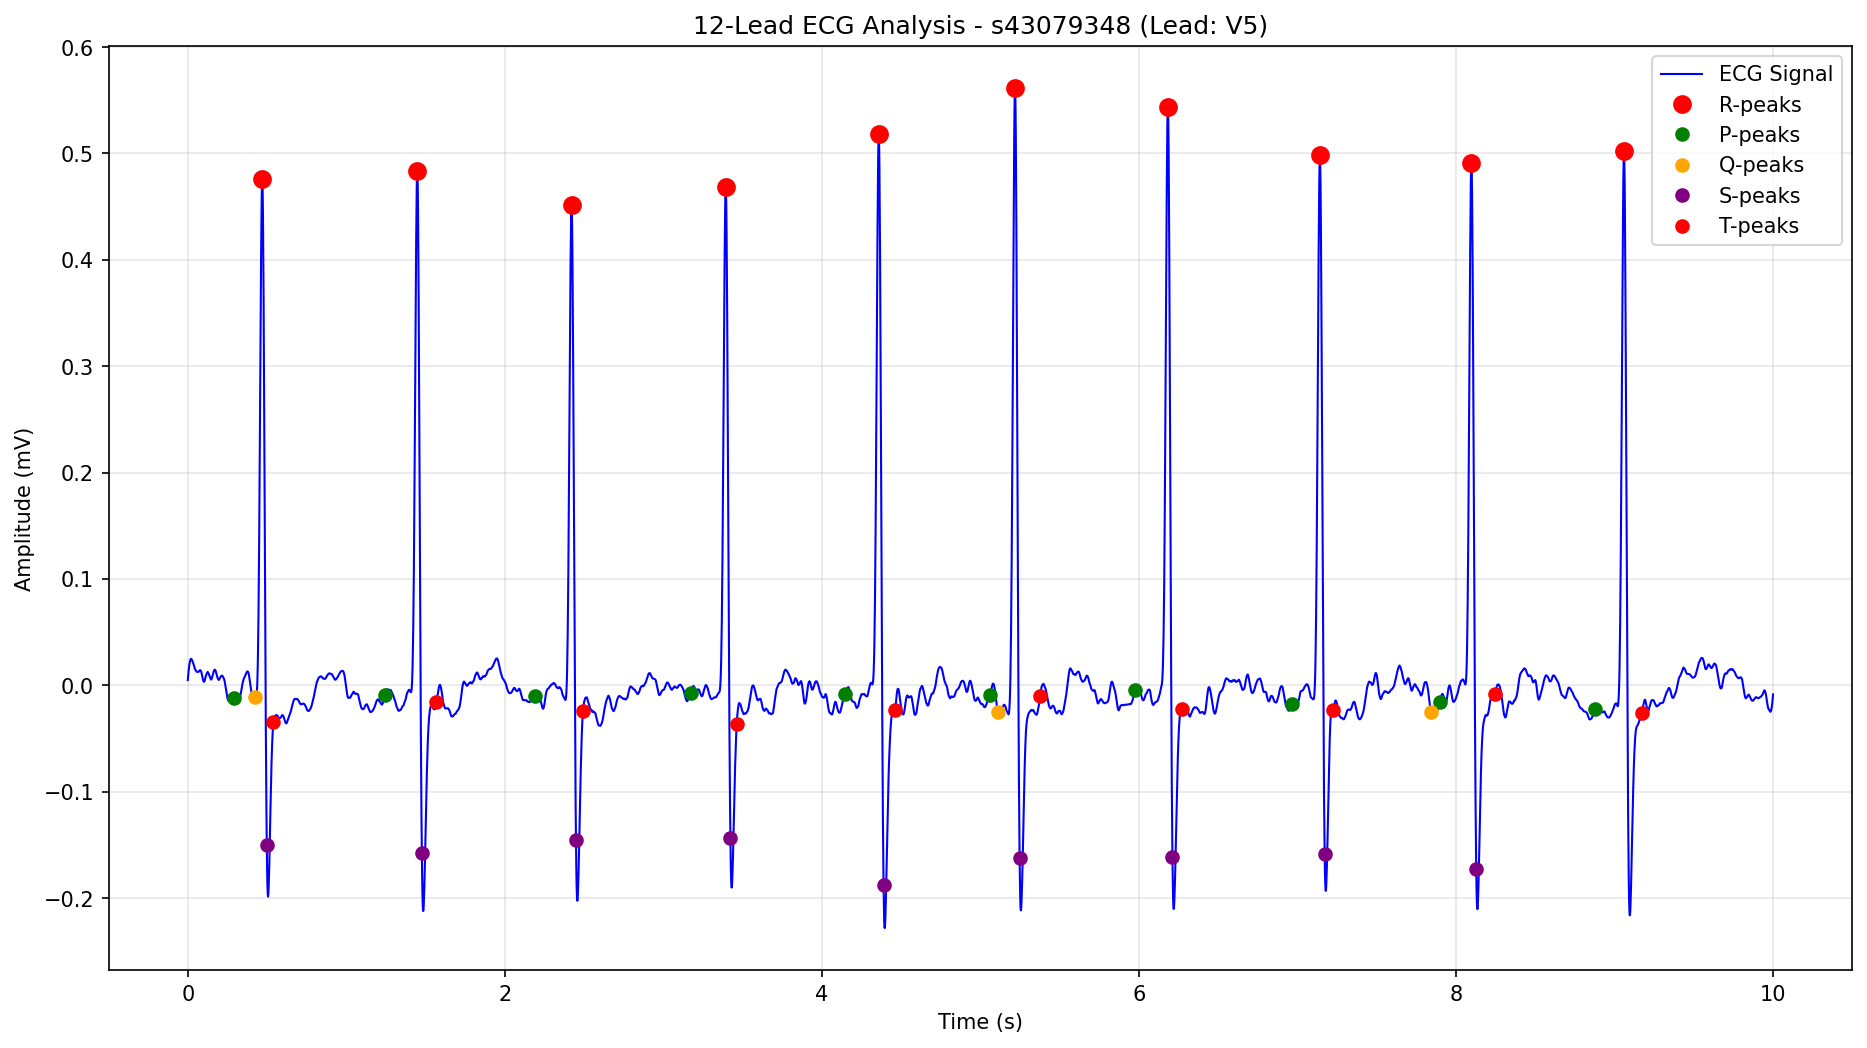 12-Lead ECG Analysis - s43079348 (Lead: V5)
0.6
0.5
0.4
0.3
0.2
0.1
0.0
−0.1
−0.2
Amplitude (mV)
ECG Signal
R-peaks
P-peaks
Q-peaks
S-peaks
T-peaks
0 2 4 6 8 10
Time (s)